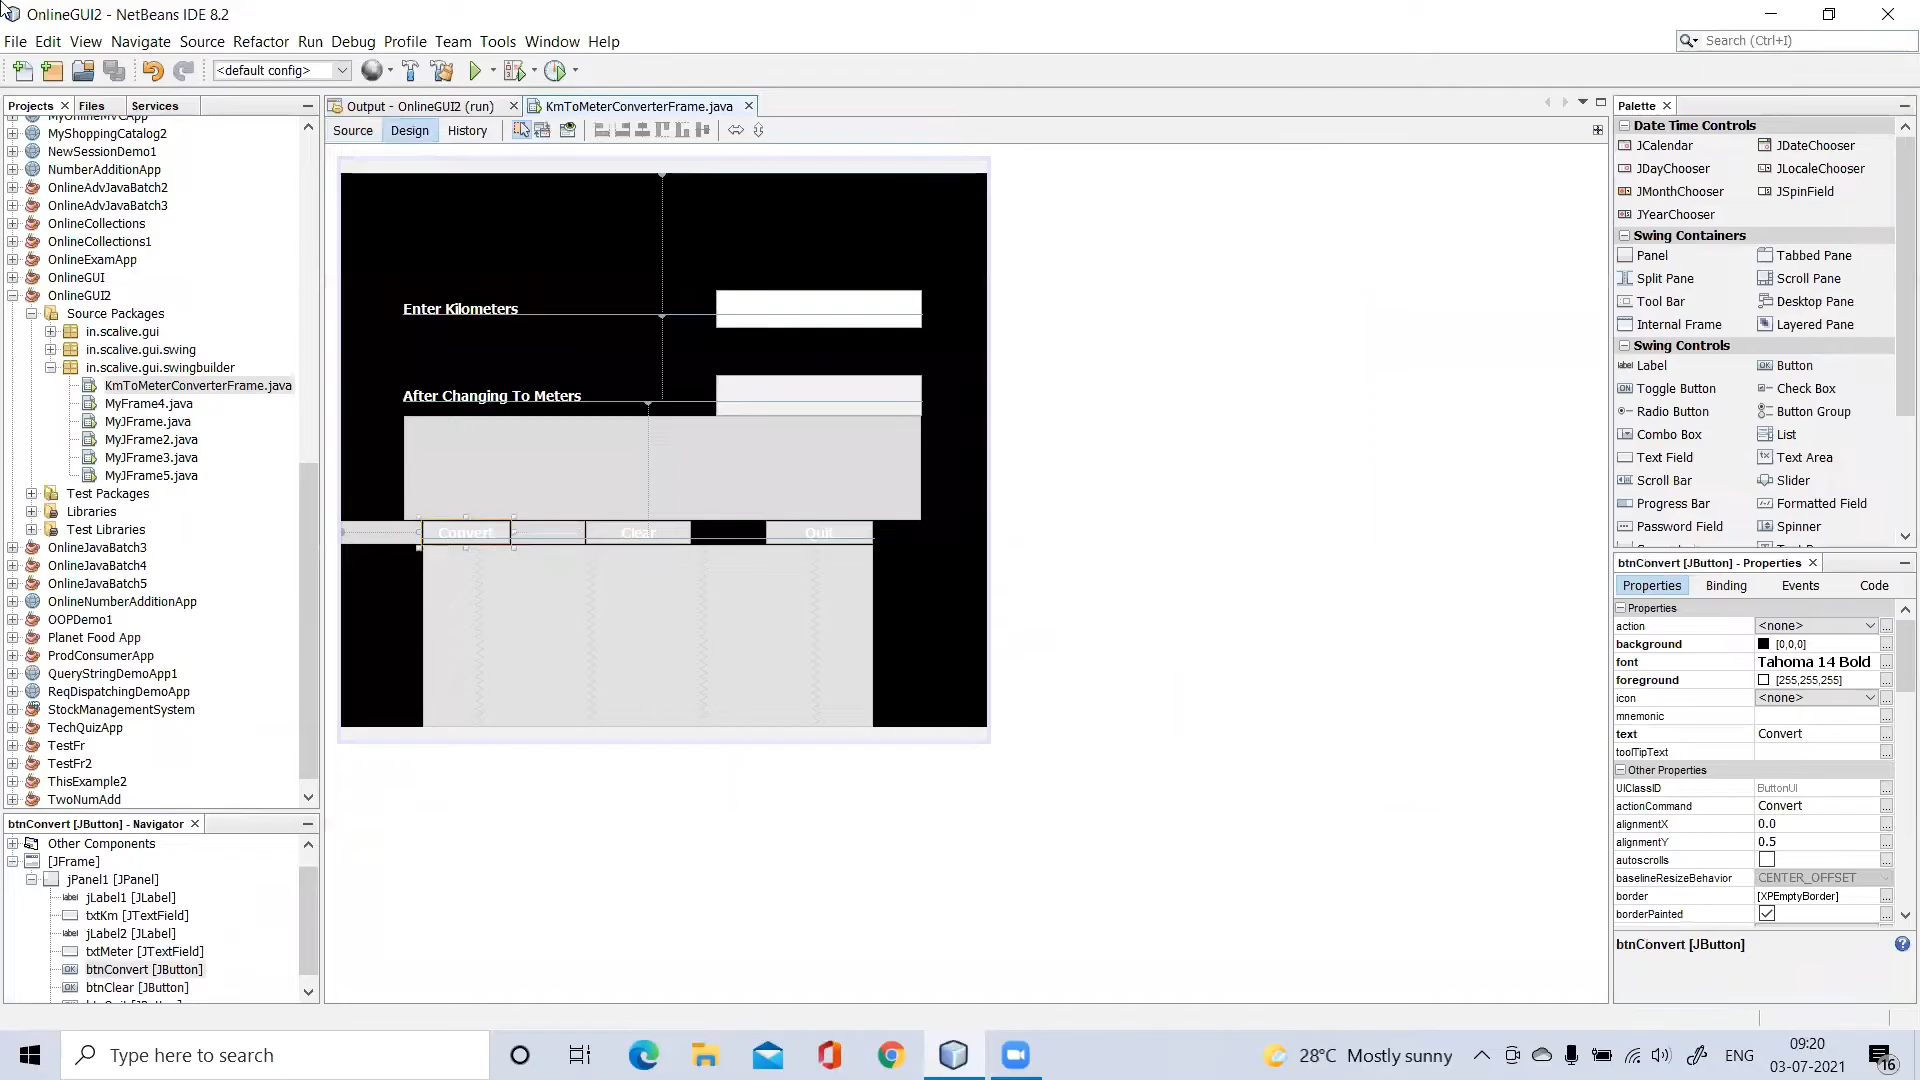 OnlineGUI2 - NetBeans IDE 8.2
File Edit View Navigate Source Refactor Run Debug Profile Team Tools Window Help
Search (Ctrl+I)
<default config>
Projects Files Services
MyOnlineMVCApp
MyShoppingCatalog2
NewSessionDemo1
NumberAdditionApp
OnlineAdvJavaBatch2
OnlineAdvJavaBatch3
OnlineCollections
OnlineCollections1
OnlineExamApp
OnlineGUI
OnlineGUI2
Source Packages
in.scalive.gui
in.scalive.gui.swing
in.scalive.gui.swingbuilder
KmToMeterConverterFrame.java
MyFrame4.java
MyJFrame.java
MyJFrame2.java
MyJFrame3.java
MyJFrame5.java
Test Packages
Libraries
Test Libraries
OnlineJavaBatch3
OnlineJavaBatch4
OnlineJavaBatch5
OnlineNumberAdditionApp
OOPDemo1
Planet Food App
ProdConsumerApp
QueryStringDemoApp1
ReqDispatchingDemoApp
StockManagementSystem
TechQuizApp
TestFr
TestFr2
ThisExample2
TwoNumAdd
btnConvert [JButton] - Navigator
Other Components
[JFrame]
jPanel1 [JPanel]
jLabel1 [JLabel]
txtKm [JTextField]
jLabel2 [JLabel]
txtMeter [JTextField]
btnConvert [JButton]
btnClear [JButton]
Output - OnlineGUI2 (run) KmToMeterConverterFrame.java
Source Design History
Enter Kilometers
After Changing To Meters
Convert Clear Quit
Palette
Date Time Controls
JCalendar JDateChooser
JDayChooser JLocaleChooser
JMonthChooser JSpinField
JYearChooser
Swing Containers
Panel Tabbed Pane
Split Pane Scroll Pane
Tool Bar Desktop Pane
Internal Frame Layered Pane
Swing Controls
label Label OK Button
ON Toggle Button Check Box
Radio Button Button Group
Combo Box List
Text Field Text Area
Scroll Bar Slider
Progress Bar Formatted Field
Password Field Spinner
btnConvert [JButton] - Properties
Properties Binding Events Code
Properties
action <none>
background [0,0,0]
font Tahoma 14 Bold
foreground [255,255,255]
icon <none>
mnemonic
text Convert
toolTipText
Other Properties
UIClassID ButtonUI
actionCommand Convert
alignmentX 0.0
alignmentY 0.5
autoscrolls
baselineResizeBehavior CENTER_OFFSET
border [XPEmptyBorder]
borderPainted
btnConvert [JButton]
Type here to search
28°C Mostly sunny
ENG
09:20
03-07-2021
16